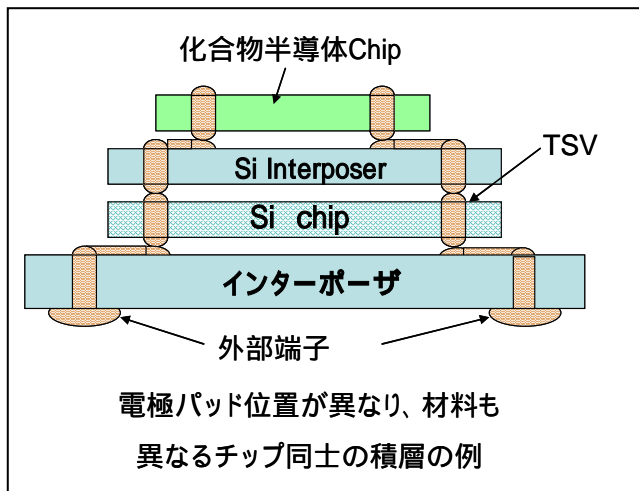 化合物半導体Chip
TSV
Si Interposer
Si chip
インターポーザ
外部端子
電極パッド位置が異なり、材料も
異なるチップ同士の積層の例